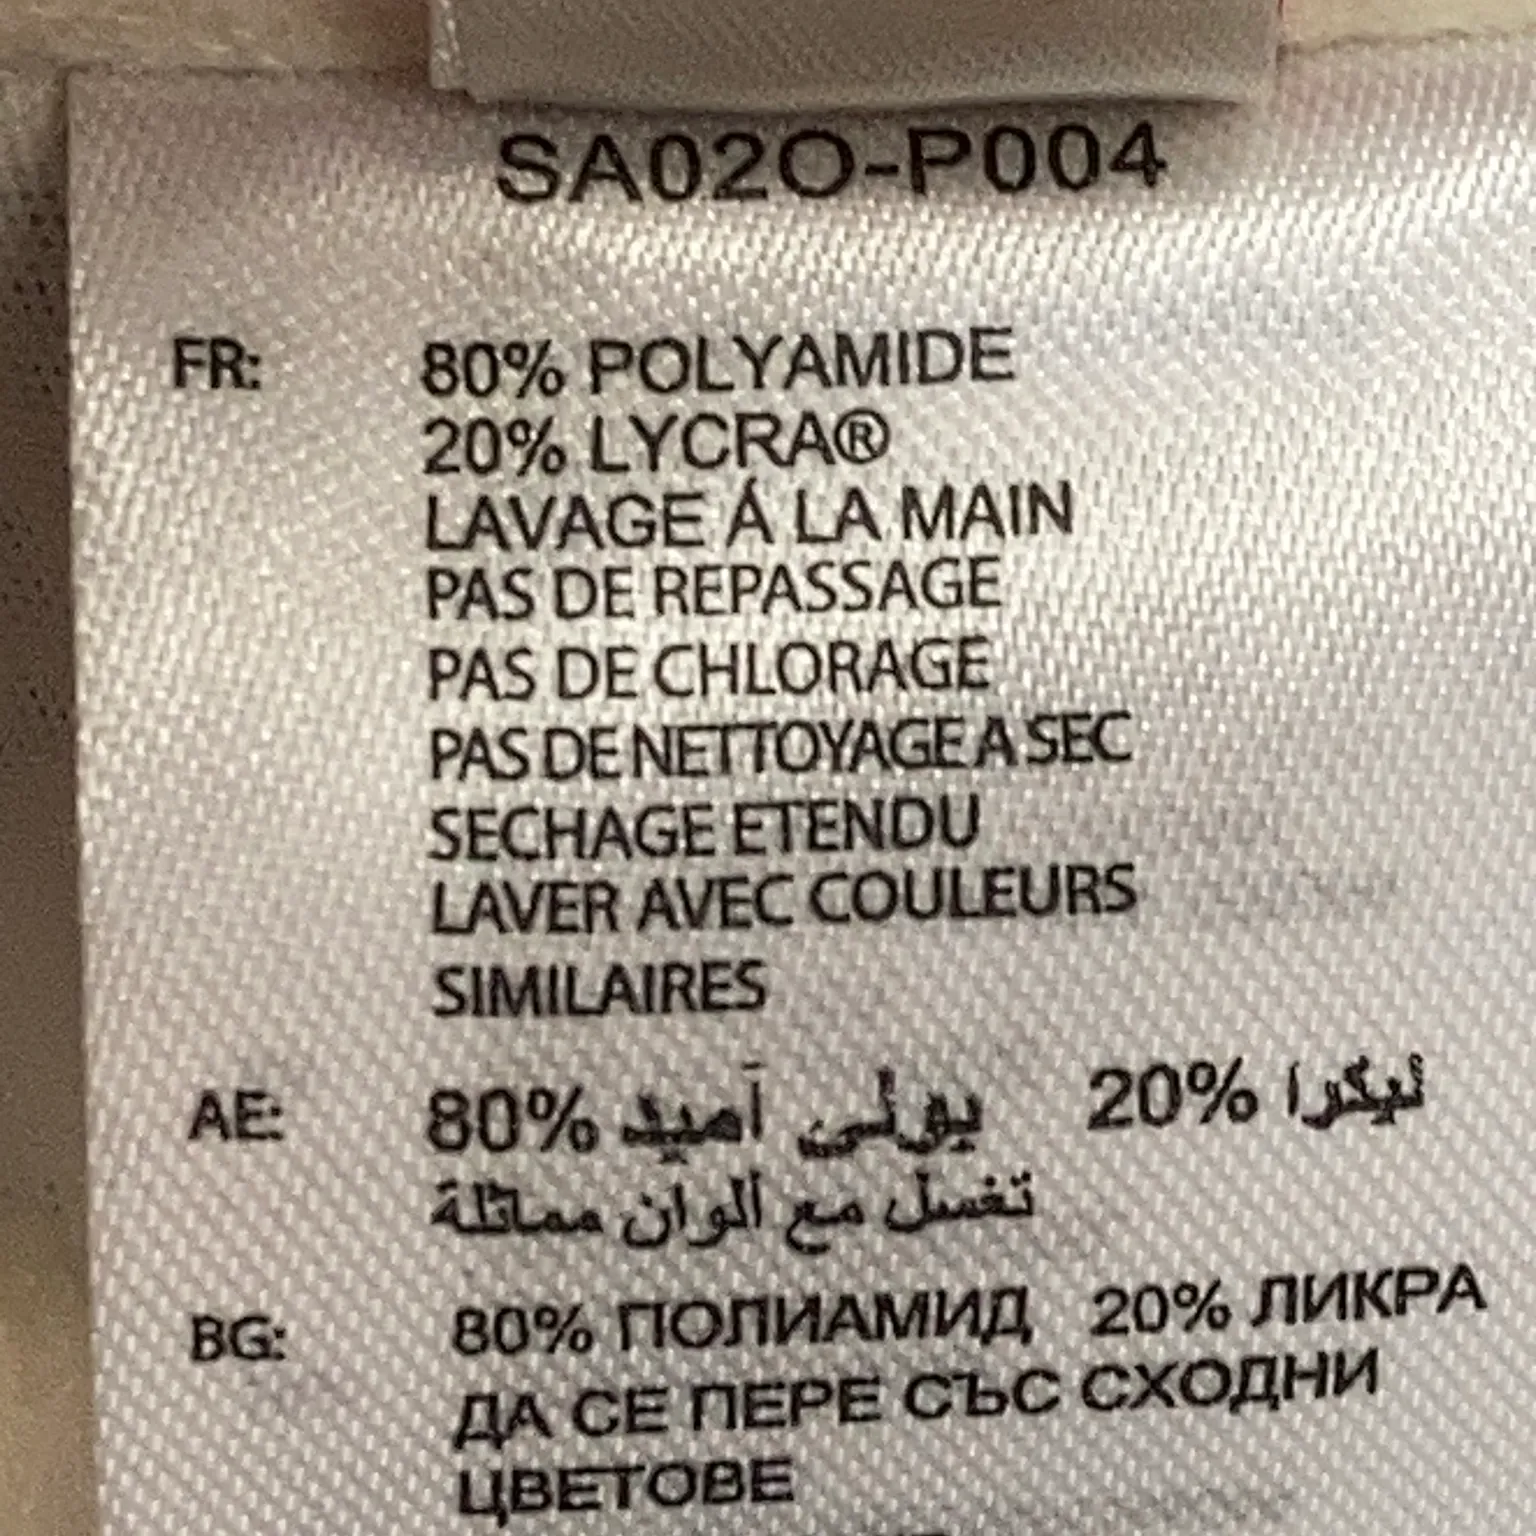 SA02O-P004
FR: 80% POLYAMIDE
20% LYCRA®
LAVAGE Á LA MAIN
PAS DE REPASSAGE
PAS DE CHLORAGE
PAS DE NETTOYAGE A SEC
SECHAGE ETENDU
LAVER AVEC COULEURS
SIMILAIRES
AE: 80% بولي آميد 20% ليكرا
تغسل مع ألوان مماثلة
BG: 80% ПОЛИАМИД 20% ЛИКРА
ДА СЕ ПЕРЕ СЪС СХОДНИ
ЦВЕТОВЕ